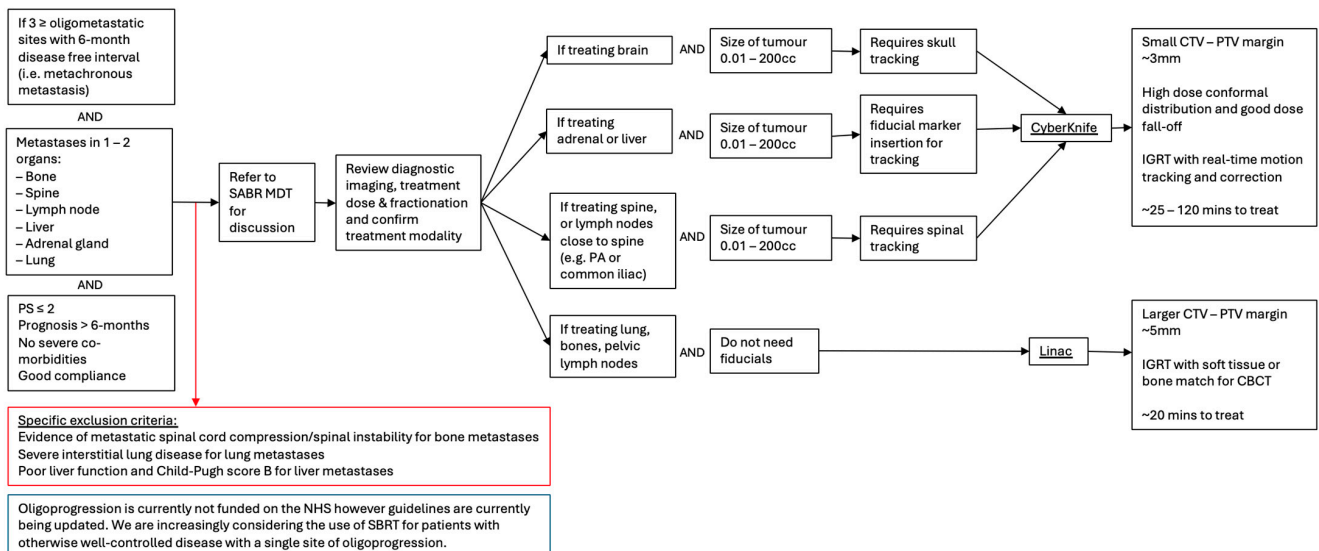 If 3 ≥ oligometastatic
sites with 6-month
disease free interval
(i.e. metachronous
metastasis)
AND
Metastases in 1 – 2
organs:
– Bone
– Spine
– Lymph node
– Liver
– Adrenal gland
– Lung
AND
PS ≤ 2
Prognosis > 6-months
No severe co-
morbidities
Good compliance
Refer to
SABR MDT
for
discussion
Review diagnostic
imaging, treatment
dose & fractionation
and confirm
treatment modality
If treating brain
AND
Size of tumour
0.01 – 200cc
Requires skull
tracking
If treating
adrenal or liver
AND
Size of tumour
0.01 – 200cc
Requires
fiducial marker
insertion for
tracking
If treating spine,
or lymph nodes
close to spine
(e.g. PA or
common iliac)
AND
Size of tumour
0.01 – 200cc
Requires spinal
tracking
CyberKnife
Small CTV – PTV margin
~3mm
High dose conformal
distribution and good dose
fall-off
IGRT with real-time motion
tracking and correction
~25 – 120 mins to treat
If treating lung,
bones, pelvic
lymph nodes
AND
Do not need
fiducials
Linac
Larger CTV – PTV margin
~5mm
IGRT with soft tissue or
bone match for CBCT
~20 mins to treat
Specific exclusion criteria:
Evidence of metastatic spinal cord compression/spinal instability for bone metastases
Severe interstitial lung disease for lung metastases
Poor liver function and Child-Pugh score B for liver metastases
Oligoprogression is currently not funded on the NHS however guidelines are currently
being updated. We are increasingly considering the use of SBRT for patients with
otherwise well-controlled disease with a single site of oligoprogression.